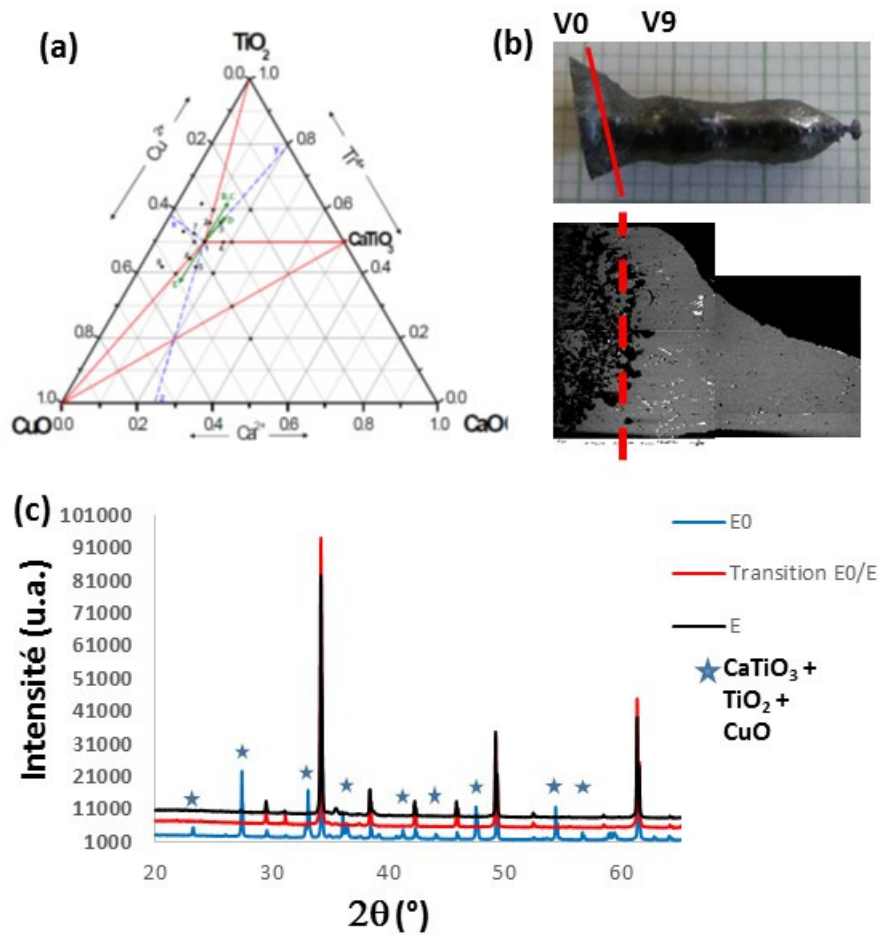 (a)
TiO2
0.0 1.0
0.2 0.8
Cu2+
Ti4+
0.4 0.6
CaTiO3
0.6 0.4
0.8 0.2
1.0 0.0
CuO
0.0 0.2 0.4 0.6 0.8 1.0
CaO
Ca2+
(b)
V0 V9
(c)
101000
91000
81000
71000
61000
51000
41000
31000
21000
11000
1000
Intensité (u.a.)
20 30 40 50 60
2θ (°)
E0
Transition E0/E
E
CaTiO3 +
TiO2 +
CuO